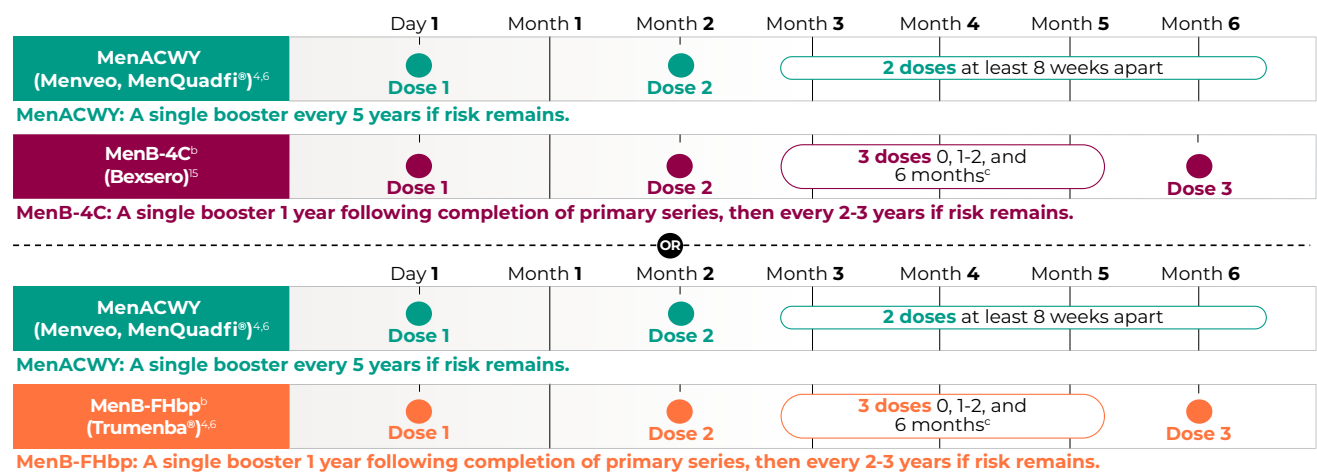 Day 1 Month 1 Month 2 Month 3 Month 4 Month 5 Month 6
MenACWY
(Menveo, MenQuadfi®)4,6
Dose 1
Dose 2
2 doses at least 8 weeks apart
MenACWY: A single booster every 5 years if risk remains.
MenB-4Cb
(Bexsero)15
Dose 1
Dose 2
3 doses 0, 1-2, and
6 monthsc
Dose 3
MenB-4C: A single booster 1 year following completion of primary series, then every 2-3 years if risk remains.
OR
Day 1 Month 1 Month 2 Month 3 Month 4 Month 5 Month 6
MenACWY
(Menveo, MenQuadfi®)4,6
Dose 1
Dose 2
2 doses at least 8 weeks apart
MenACWY: A single booster every 5 years if risk remains.
MenB-FHbpb
(Trumenba®)4,6
Dose 1
Dose 2
3 doses 0, 1-2, and
6 monthsc
Dose 3
MenB-FHbp: A single booster 1 year following completion of primary series, then every 2-3 years if risk remains.